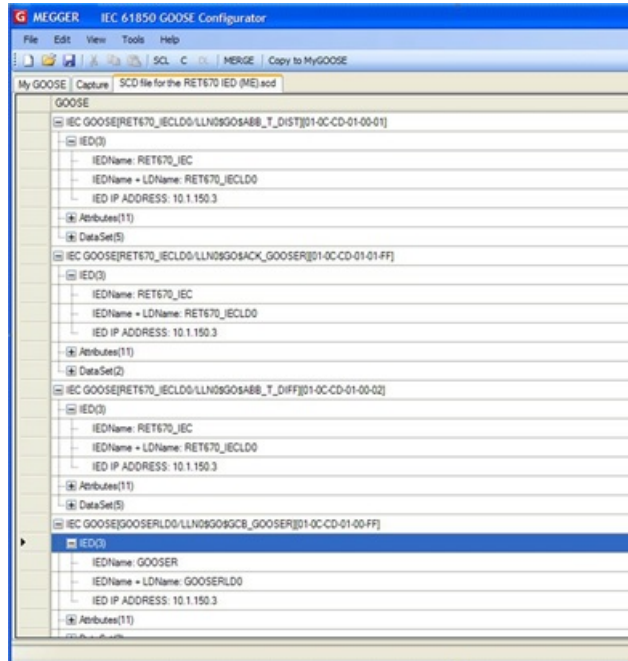 G MEGGER IEC 61850 GOOSE Configurator
File Edit View Tools Help
SCL C MERGE Copy to MyGOOSE
My GOOSE Capture SCD file for the RET670 IED (ME).scd
GOOSE
IEC GOOSE[RET670_IECLD0/LLN0$GO$ABB_T_DIST][01-0C-CD-01-00-01]
IED(3)
IEDName: RET670_IEC
IEDName + LDName: RET670_IECLD0
IED IP ADDRESS: 10.1.150.3
Attributes(11)
DataSet(5)
IEC GOOSE[RET670_IECLD0/LLN0$GO$ACK_GOOSER][01-0C-CD-01-01-FF]
IED(3)
IEDName: RET670_IEC
IEDName + LDName: RET670_IECLD0
IED IP ADDRESS: 10.1.150.3
Attributes(11)
DataSet(2)
IEC GOOSE[RET670_IECLD0/LLN0$GO$ABB_T_DIFF][01-0C-CD-01-00-02]
IED(3)
IEDName: RET670_IEC
IEDName + LDName: RET670_IECLD0
IED IP ADDRESS: 10.1.150.3
Attributes(11)
DataSet(5)
IEC GOOSE[GOOSERLD0/LLN0$GO$GCB_GOOSER][01-0C-CD-01-00-FF]
IED(3)
IEDName: GOOSER
IEDName + LDName: GOOSERLD0
IED IP ADDRESS: 10.1.150.3
Attributes(11)